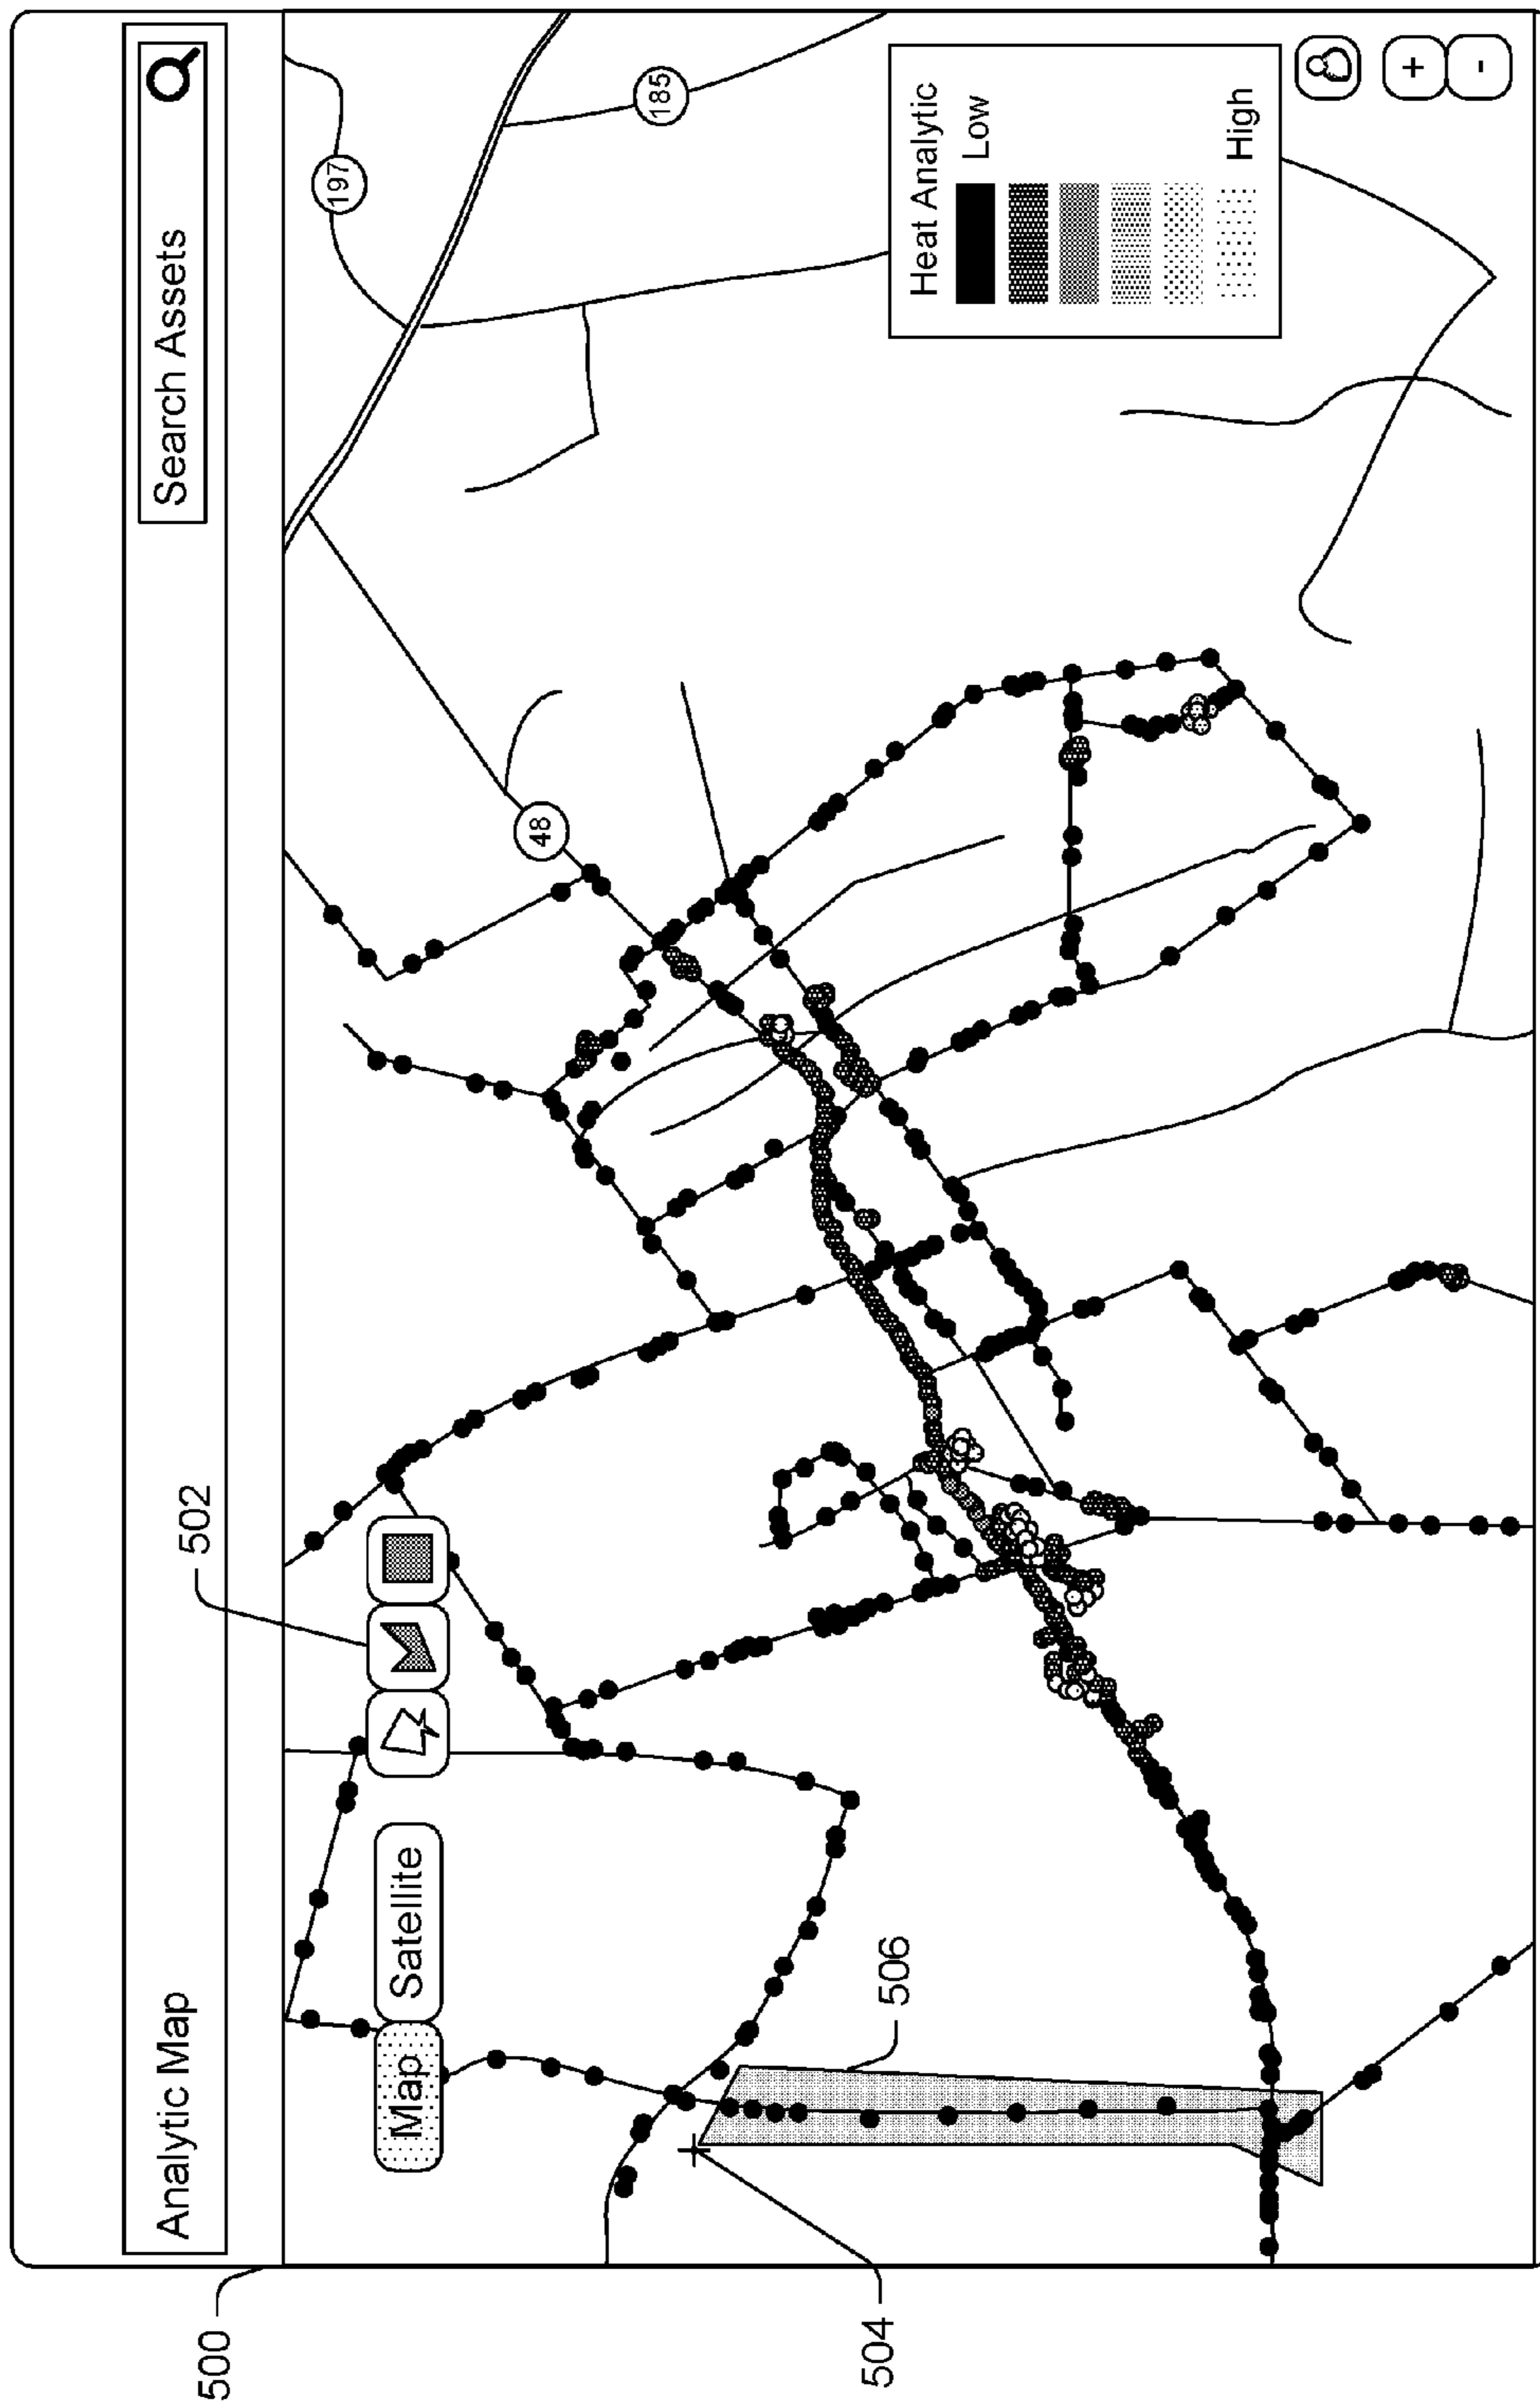 Analytic Map
Search Assets
Map
Satellite
502
197
185
48
Heat Analytic
Low
High
+
-
506
500
504